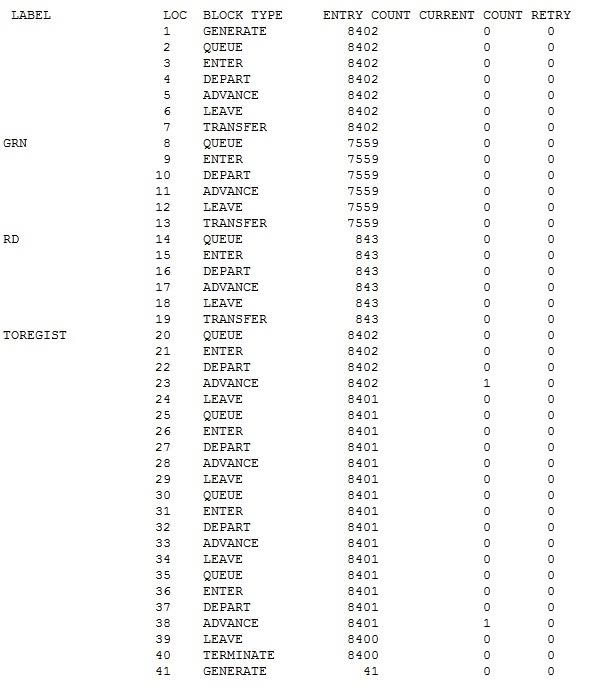 LABEL LOC BLOCK TYPE ENTRY COUNT CURRENT COUNT RETRY
1 GENERATE 8402 0 0
2 QUEUE 8402 0 0
3 ENTER 8402 0 0
4 DEPART 8402 0 0
5 ADVANCE 8402 0 0
6 LEAVE 8402 0 0
7 TRANSFER 8402 0 0
GRN 8 QUEUE 7559 0 0
9 ENTER 7559 0 0
10 DEPART 7559 0 0
11 ADVANCE 7559 0 0
12 LEAVE 7559 0 0
13 TRANSFER 7559 0 0
RD 14 QUEUE 843 0 0
15 ENTER 843 0 0
16 DEPART 843 0 0
17 ADVANCE 843 0 0
18 LEAVE 843 0 0
19 TRANSFER 843 0 0
TOREGIST 20 QUEUE 8402 0 0
21 ENTER 8402 0 0
22 DEPART 8402 0 0
23 ADVANCE 8402 1 0
24 LEAVE 8401 0 0
25 QUEUE 8401 0 0
26 ENTER 8401 0 0
27 DEPART 8401 0 0
28 ADVANCE 8401 0 0
29 LEAVE 8401 0 0
30 QUEUE 8401 0 0
31 ENTER 8401 0 0
32 DEPART 8401 0 0
33 ADVANCE 8401 0 0
34 LEAVE 8401 0 0
35 QUEUE 8401 0 0
36 ENTER 8401 0 0
37 DEPART 8401 0 0
38 ADVANCE 8401 1 0
39 LEAVE 8400 0 0
40 TERMINATE 8400 0 0
41 GENERATE 41 0 0